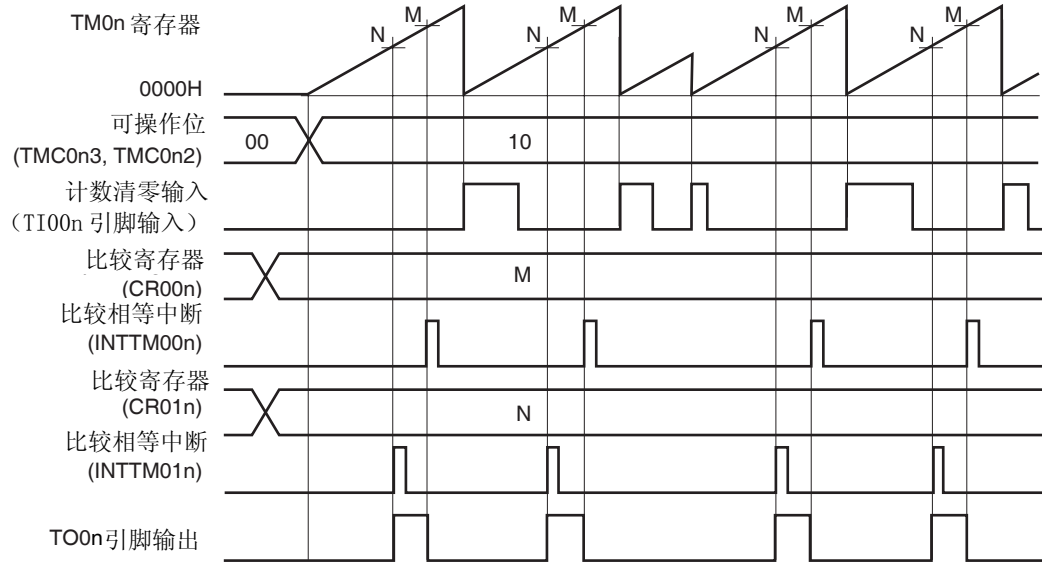 TM0n 寄存器
M
M
M
M
N
N
N
N
0000H
可操作位
(TMC0n3, TMC0n2)
00
10
计数清零输入
（TI00n 引脚输入）
比较寄存器
(CR00n)
M
比较相等中断
(INTTM00n)
比较寄存器
(CR01n)
N
比较相等中断
(INTTM01n)
TO0n引脚输出